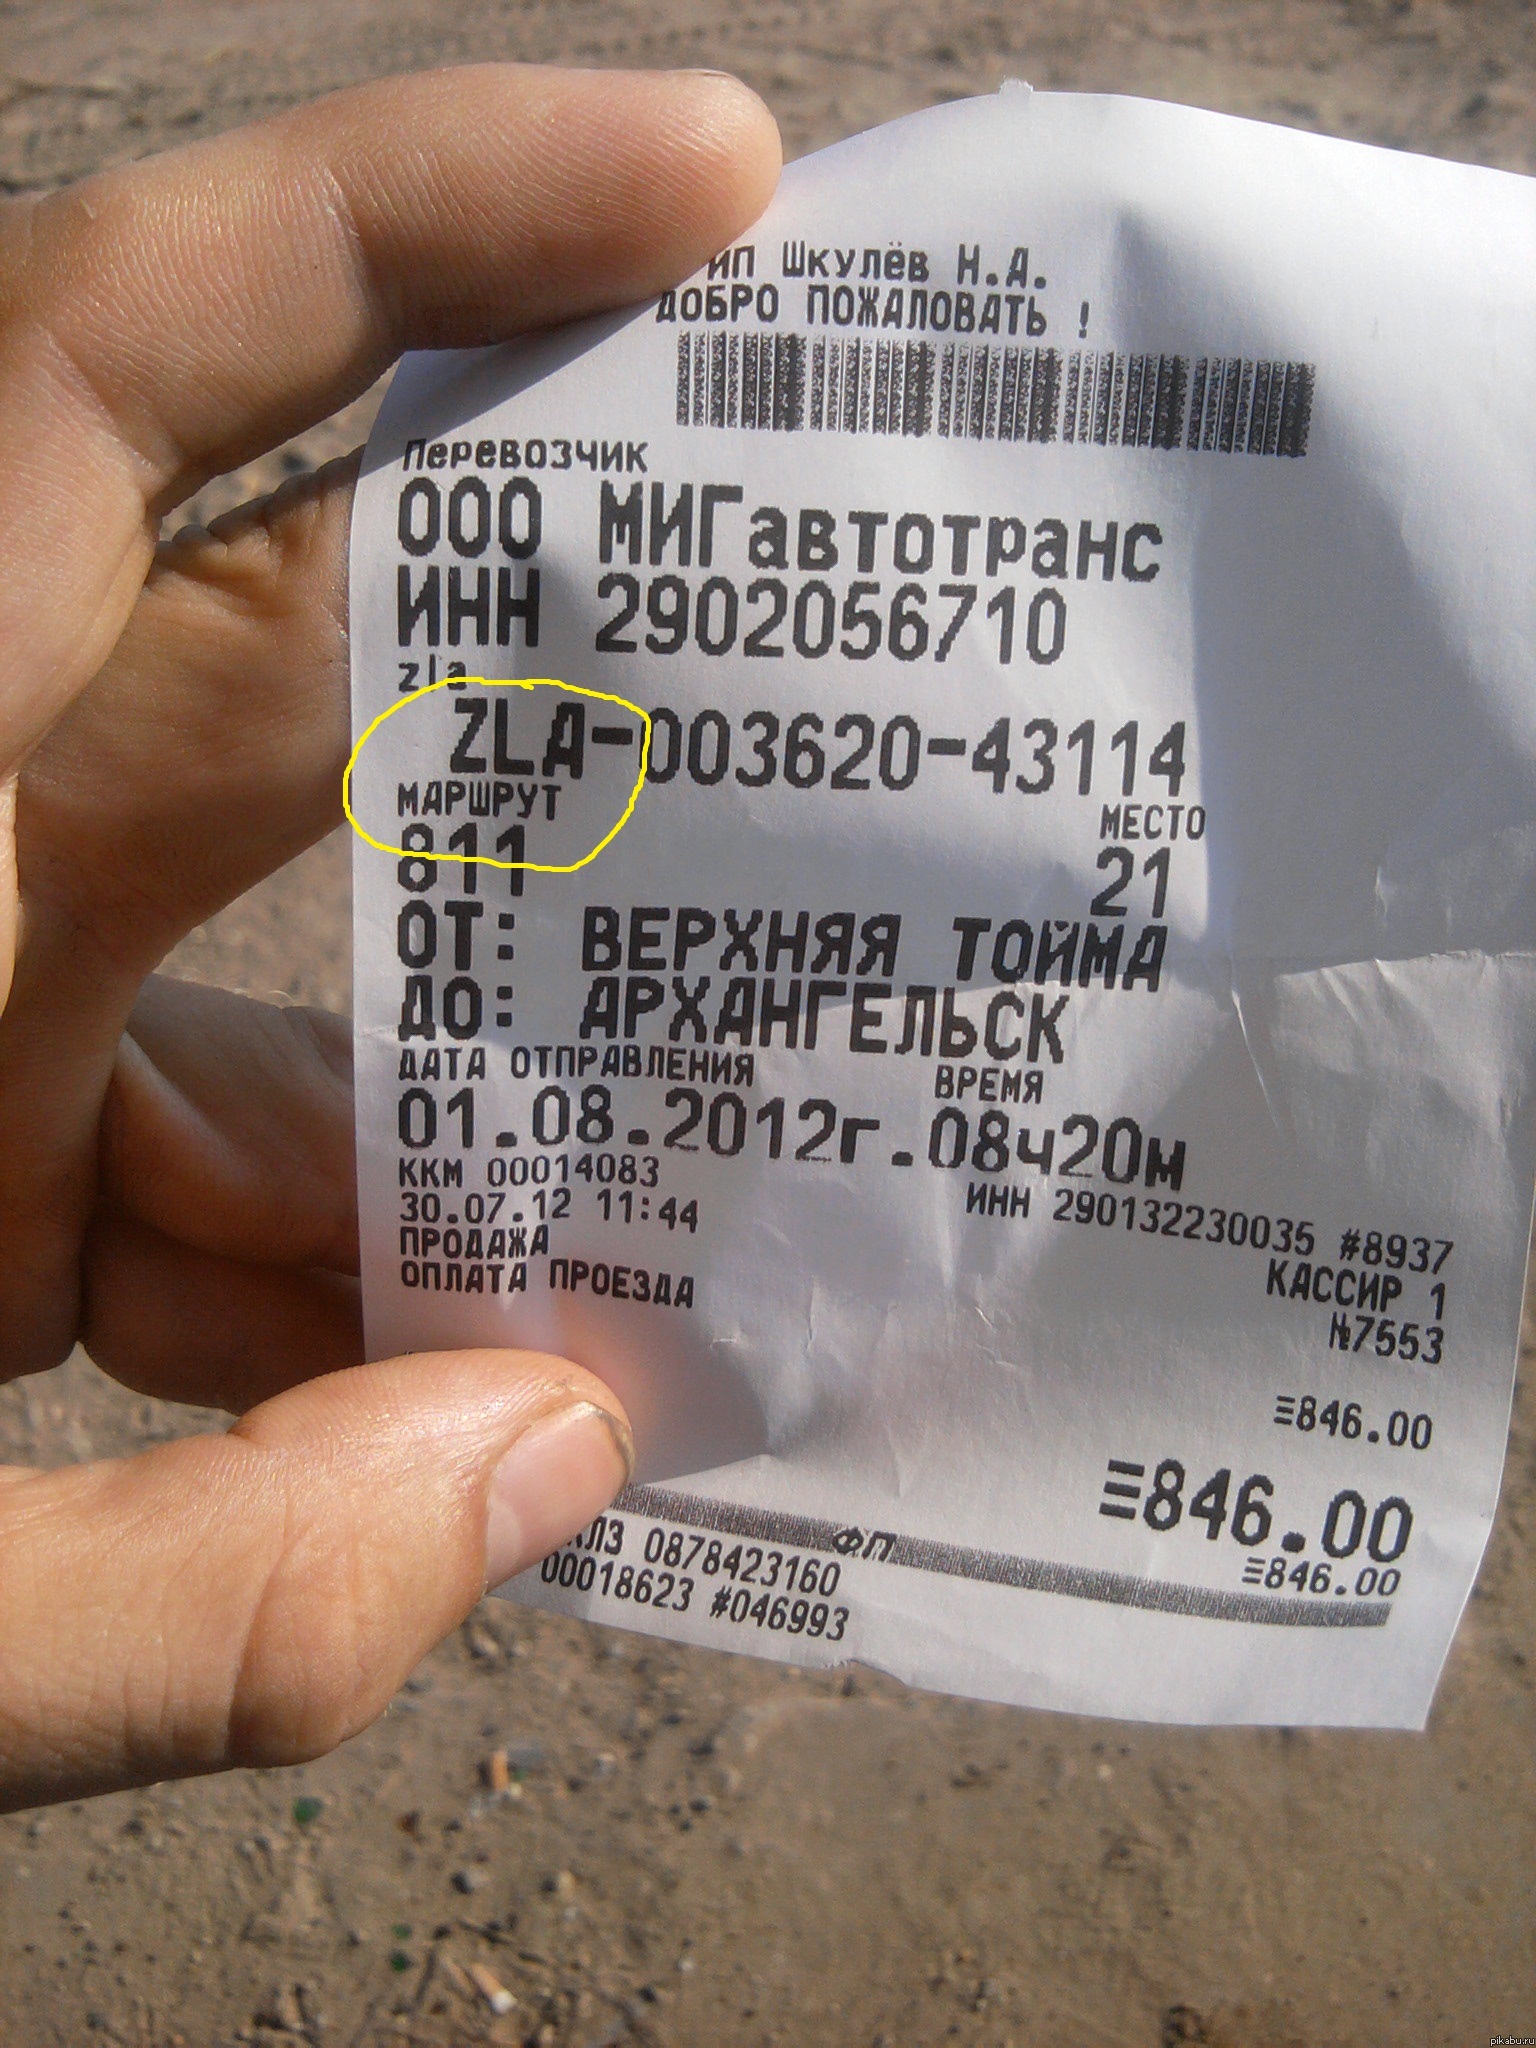 ИП Шкулёв Н.А.
ДОБРО ПОЖАЛОВАТЬ !
Перевозчик
ООО МИГавтотранс
ИНН 2902056710
zla
ZLA-003620-43114
МАРШРУТ МЕСТО
811 21
ОТ: ВЕРХНЯЯ ТОЙМА
ДО: АРХАНГЕЛЬСК
ДАТА ОТПРАВЛЕНИЯ ВРЕМЯ
01.08.2012г.08ч20м
ККМ 00014083 ИНН 290132230035 #8937
30.07.12 11:44 КАССИР 1
ПРОДАЖА №7553
ОПЛАТА ПРОЕЗДА
≡846.00
≡846.00
≡846.00
ФП
КЛЗ 0878423160
00018623 #046993
pikabu.ru